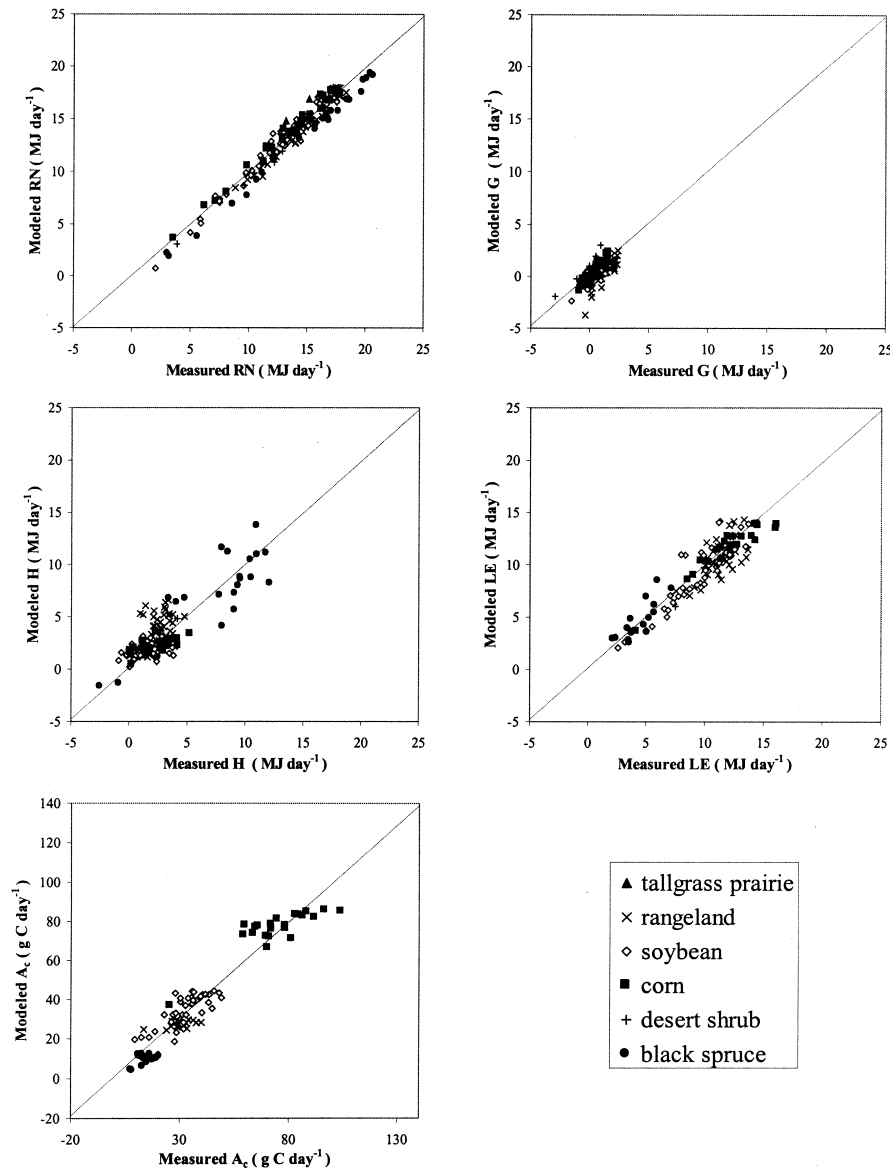 25
20
15
10
5
0
-5
Modeled RN ( MJ day-1)
-5 0 5 10 15 20 25
Measured RN ( MJ day-1)
25
20
15
10
5
0
-5
Modeled G ( MJ day-1)
-5 0 5 10 15 20 25
Measured G ( MJ day-1)
25
20
15
10
5
0
-5
Modeled H ( MJ day-1)
-5 0 5 10 15 20 25
Measured H ( MJ day-1)
25
20
15
10
5
0
-5
Modeled LE ( MJ day-1)
-5 0 5 10 15 20 25
Measured LE ( MJ day-1)
140
120
100
80
60
40
20
0
-20
Modeled Ac ( g C day-1)
-20 30 80 130
Measured Ac ( g C day-1)
tallgrass prairie
rangeland
soybean
corn
desert shrub
black spruce